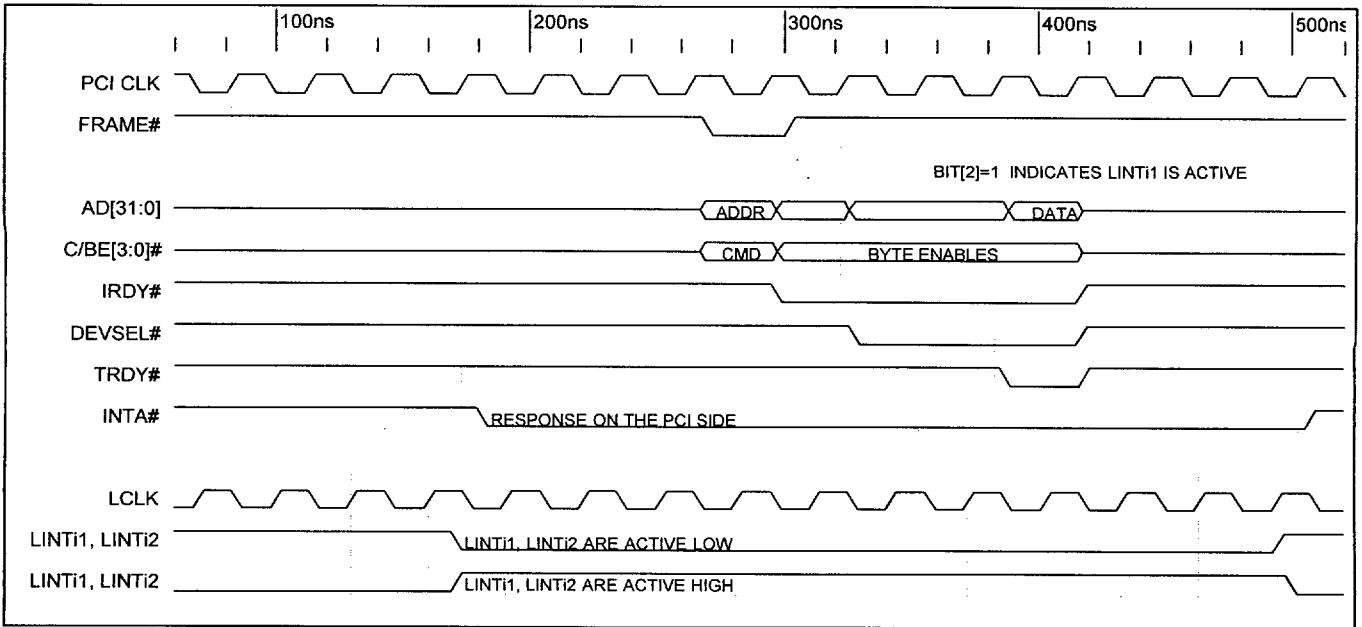 100ns 200ns 300ns 400ns 500ns
PCI CLK
FRAME#
BIT[2]=1 INDICATES LINTi1 IS ACTIVE
AD[31:0] ADDR DATA
C/BE[3:0]# CMD BYTE ENABLES
IRDY#
DEVSEL#
TRDY#
INTA# RESPONSE ON THE PCI SIDE
LCLK
LINTi1, LINTi2 LINTi1, LINTi2 ARE ACTIVE LOW
LINTi1, LINTi2 LINTi1, LINTi2 ARE ACTIVE HIGH